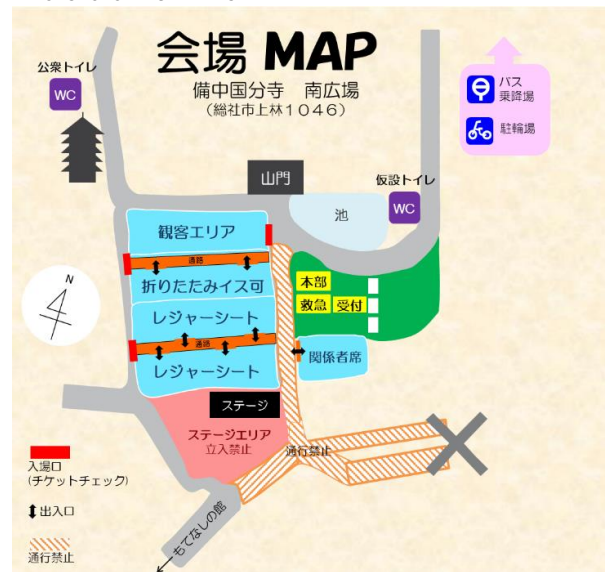 会場 MAP
備中国分寺 南広場
(総社市上林1046)
公衆トイレ
WC
バス
乗降場
駐輪場
山門
仮設トイレ
WC
池
観客エリア
通路
折りたたみイス可
本部
救急
受付
レジャーシート
通路
レジャーシート
関係者席
N
ステージ
ステージエリア
立入禁止
通行禁止
入場口
(チケットチェック)
出入口
通行禁止
もてなしの館